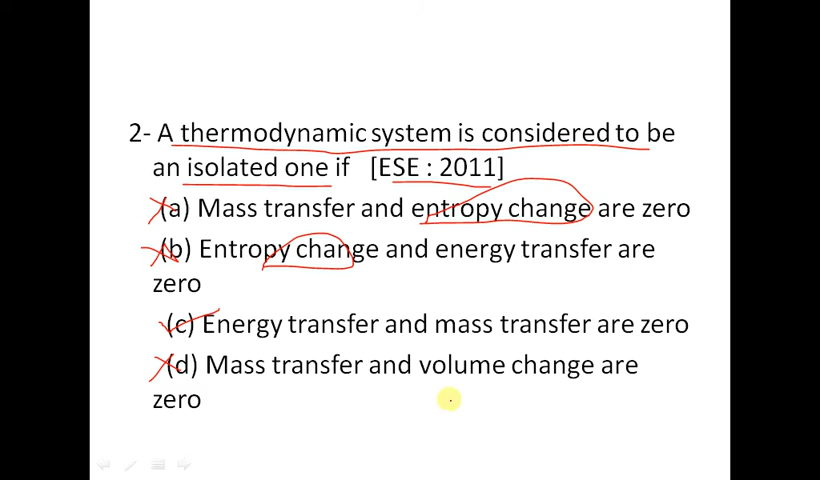 2- A thermodynamic system is considered to be
an isolated one if [ESE : 2011]
(a) Mass transfer and entropy change are zero
(b) Entropy change and energy transfer are
zero
(c) Energy transfer and mass transfer are zero
(d) Mass transfer and volume change are
zero